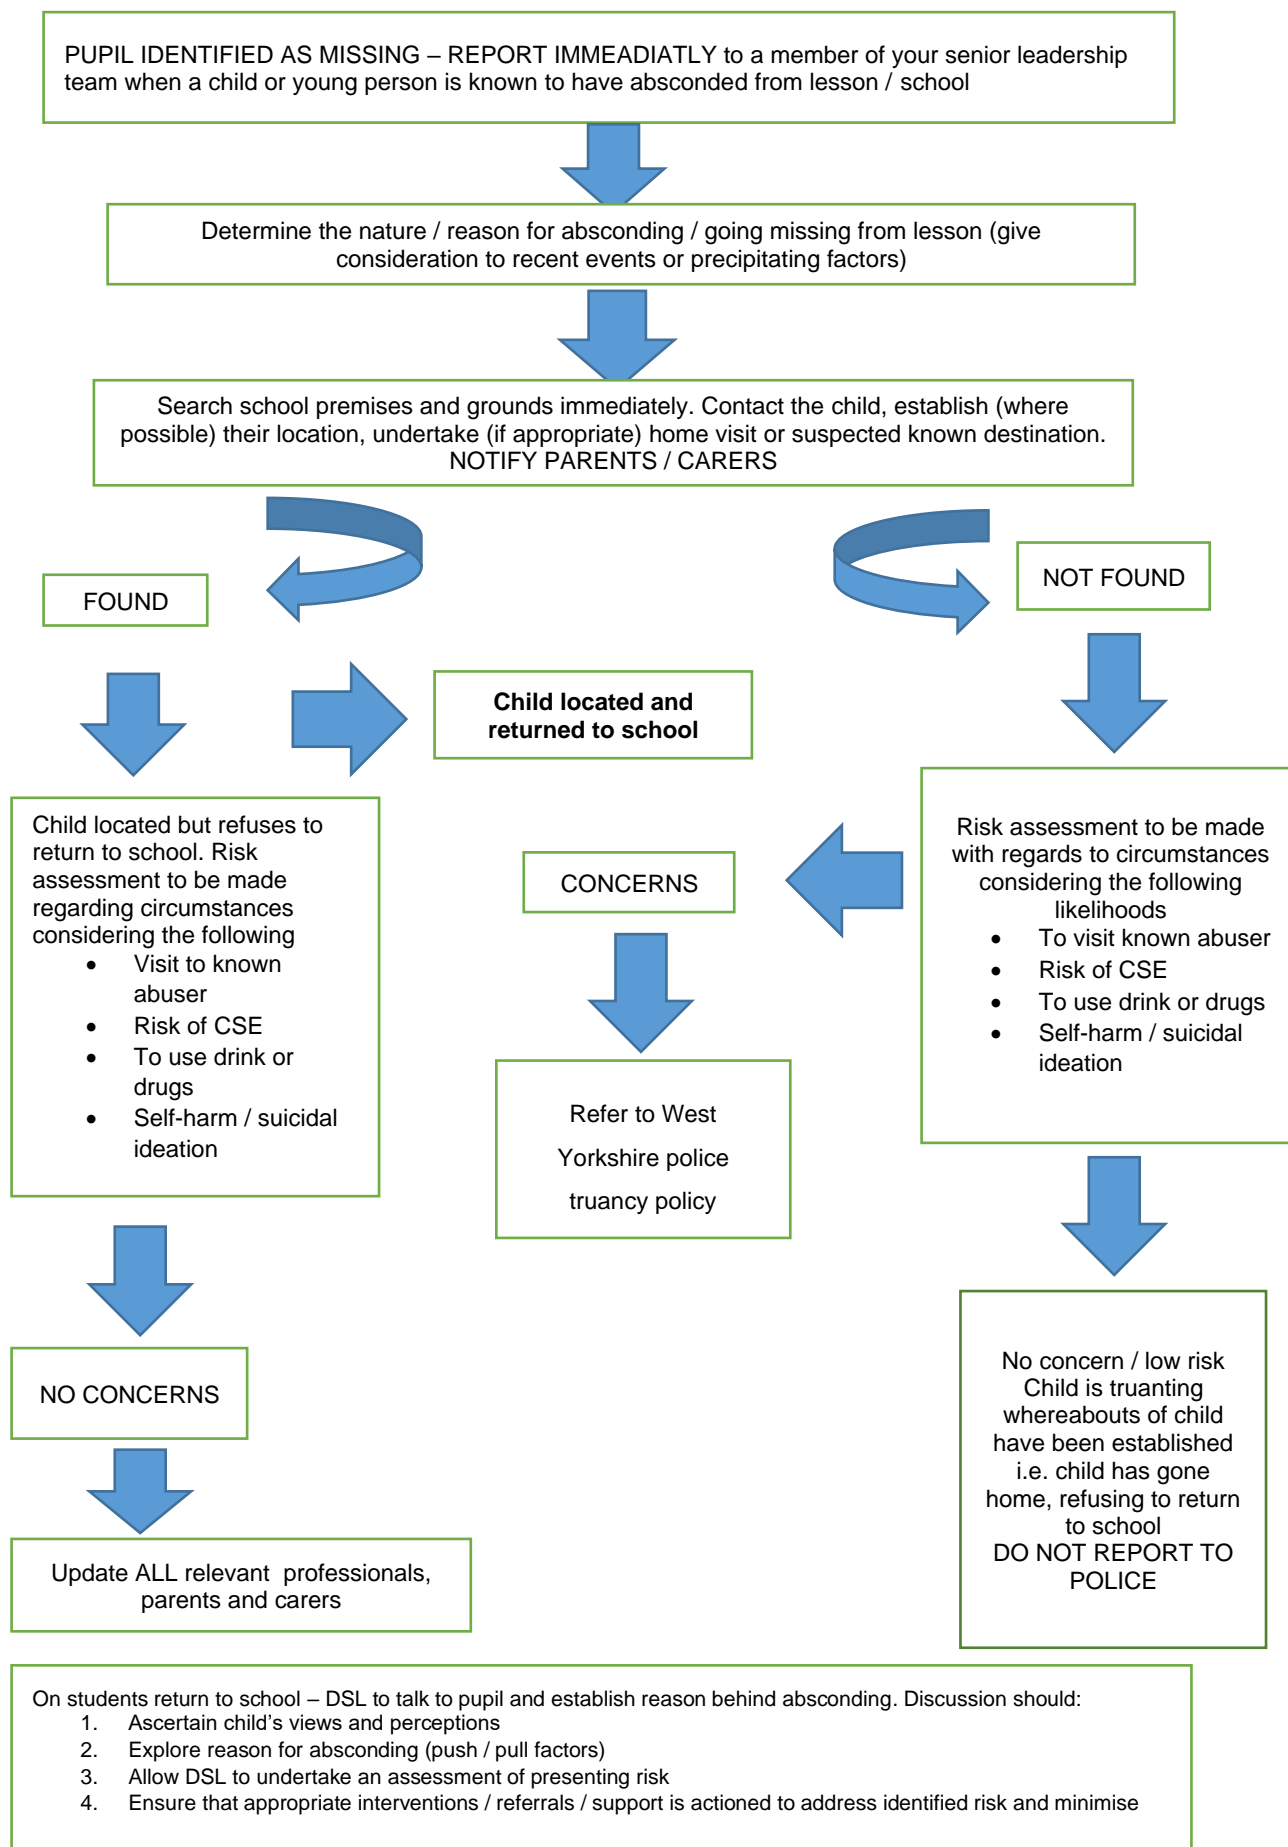 PUPIL IDENTIFIED AS MISSING – REPORT IMMEADIATLY to a member of your senior leadership
team when a child or young person is known to have absconded from lesson / school
Determine the nature / reason for absconding / going missing from lesson (give
consideration to recent events or precipitating factors)
Search school premises and grounds immediately. Contact the child, establish (where
possible) their location, undertake (if appropriate) home visit or suspected known destination.
NOTIFY PARENTS / CARERS
FOUND
NOT FOUND
Child located and
returned to school
Child located but refuses to
return to school. Risk
assessment to be made
regarding circumstances
considering the following
• Visit to known
abuser
• Risk of CSE
• To use drink or
drugs
• Self-harm / suicidal
ideation
CONCERNS
Risk assessment to be made
with regards to circumstances
considering the following
likelihoods
• To visit known abuser
• Risk of CSE
• To use drink or drugs
• Self-harm / suicidal
ideation
Refer to West
Yorkshire police
truancy policy
NO CONCERNS
No concern / low risk
Child is truanting
whereabouts of child
have been established
i.e. child has gone
home, refusing to return
to school
DO NOT REPORT TO
POLICE
Update ALL relevant  professionals,
parents and carers
On students return to school – DSL to talk to pupil and establish reason behind absconding. Discussion should:
1. Ascertain child’s views and perceptions
2. Explore reason for absconding (push / pull factors)
3. Allow DSL to undertake an assessment of presenting risk
4. Ensure that appropriate interventions / referrals / support is actioned to address identified risk and minimise